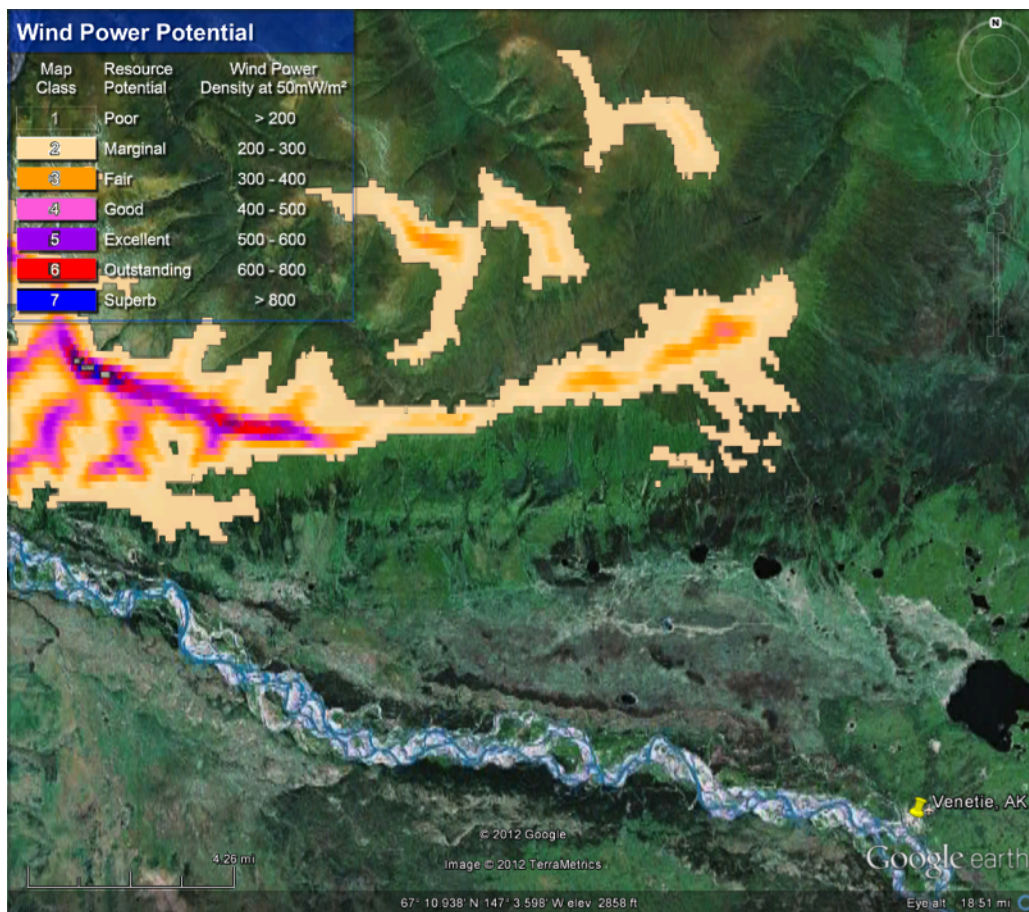 Wind Power Potential
Map Class Resource Potential Wind Power Density at 50mW/m²
1 Poor > 200
2 Marginal 200 - 300
3 Fair 300 - 400
4 Good 400 - 500
5 Excellent 500 - 600
6 Outstanding 600 - 800
7 Superb > 800
N
Venetie, AK
© 2012 Google
Image © 2012 TerraMetrics
Google earth
4.26 mi
67° 10.938' N 147° 3.598' W elev 2858 ft
Eye alt 18.51 mi